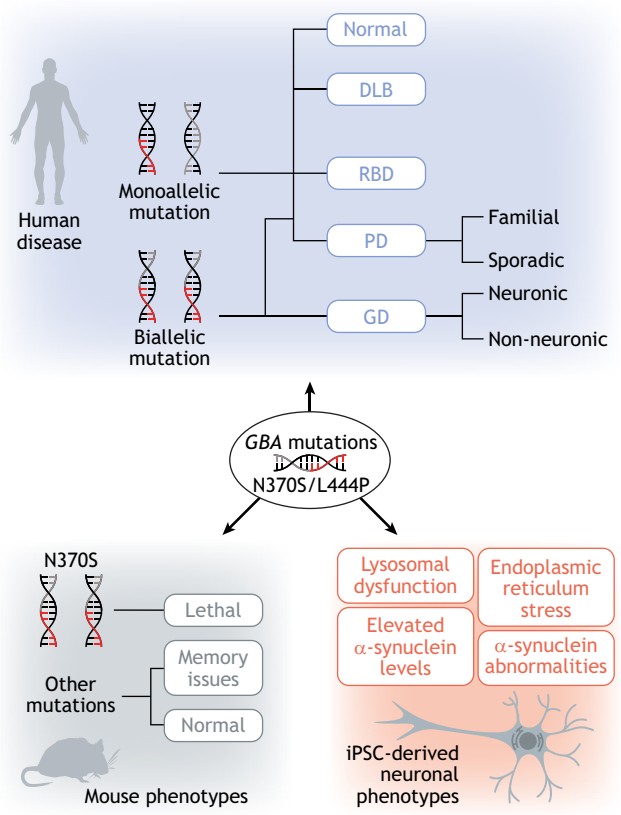 Normal
DLB
RBD
PD
GD
Familial
Sporadic
Neuronic
Non-neuronic
Monoallelic
mutation
Biallelic
mutation
Human
disease
GBA mutations
N370S/L444P
N370S
Lethal
Other
mutations
Memory
issues
Normal
Mouse phenotypes
Lysosomal
dysfunction
Endoplasmic
reticulum
stress
Elevated
α-synuclein
levels
α-synuclein
abnormalities
iPSC-derived
neuronal
phenotypes